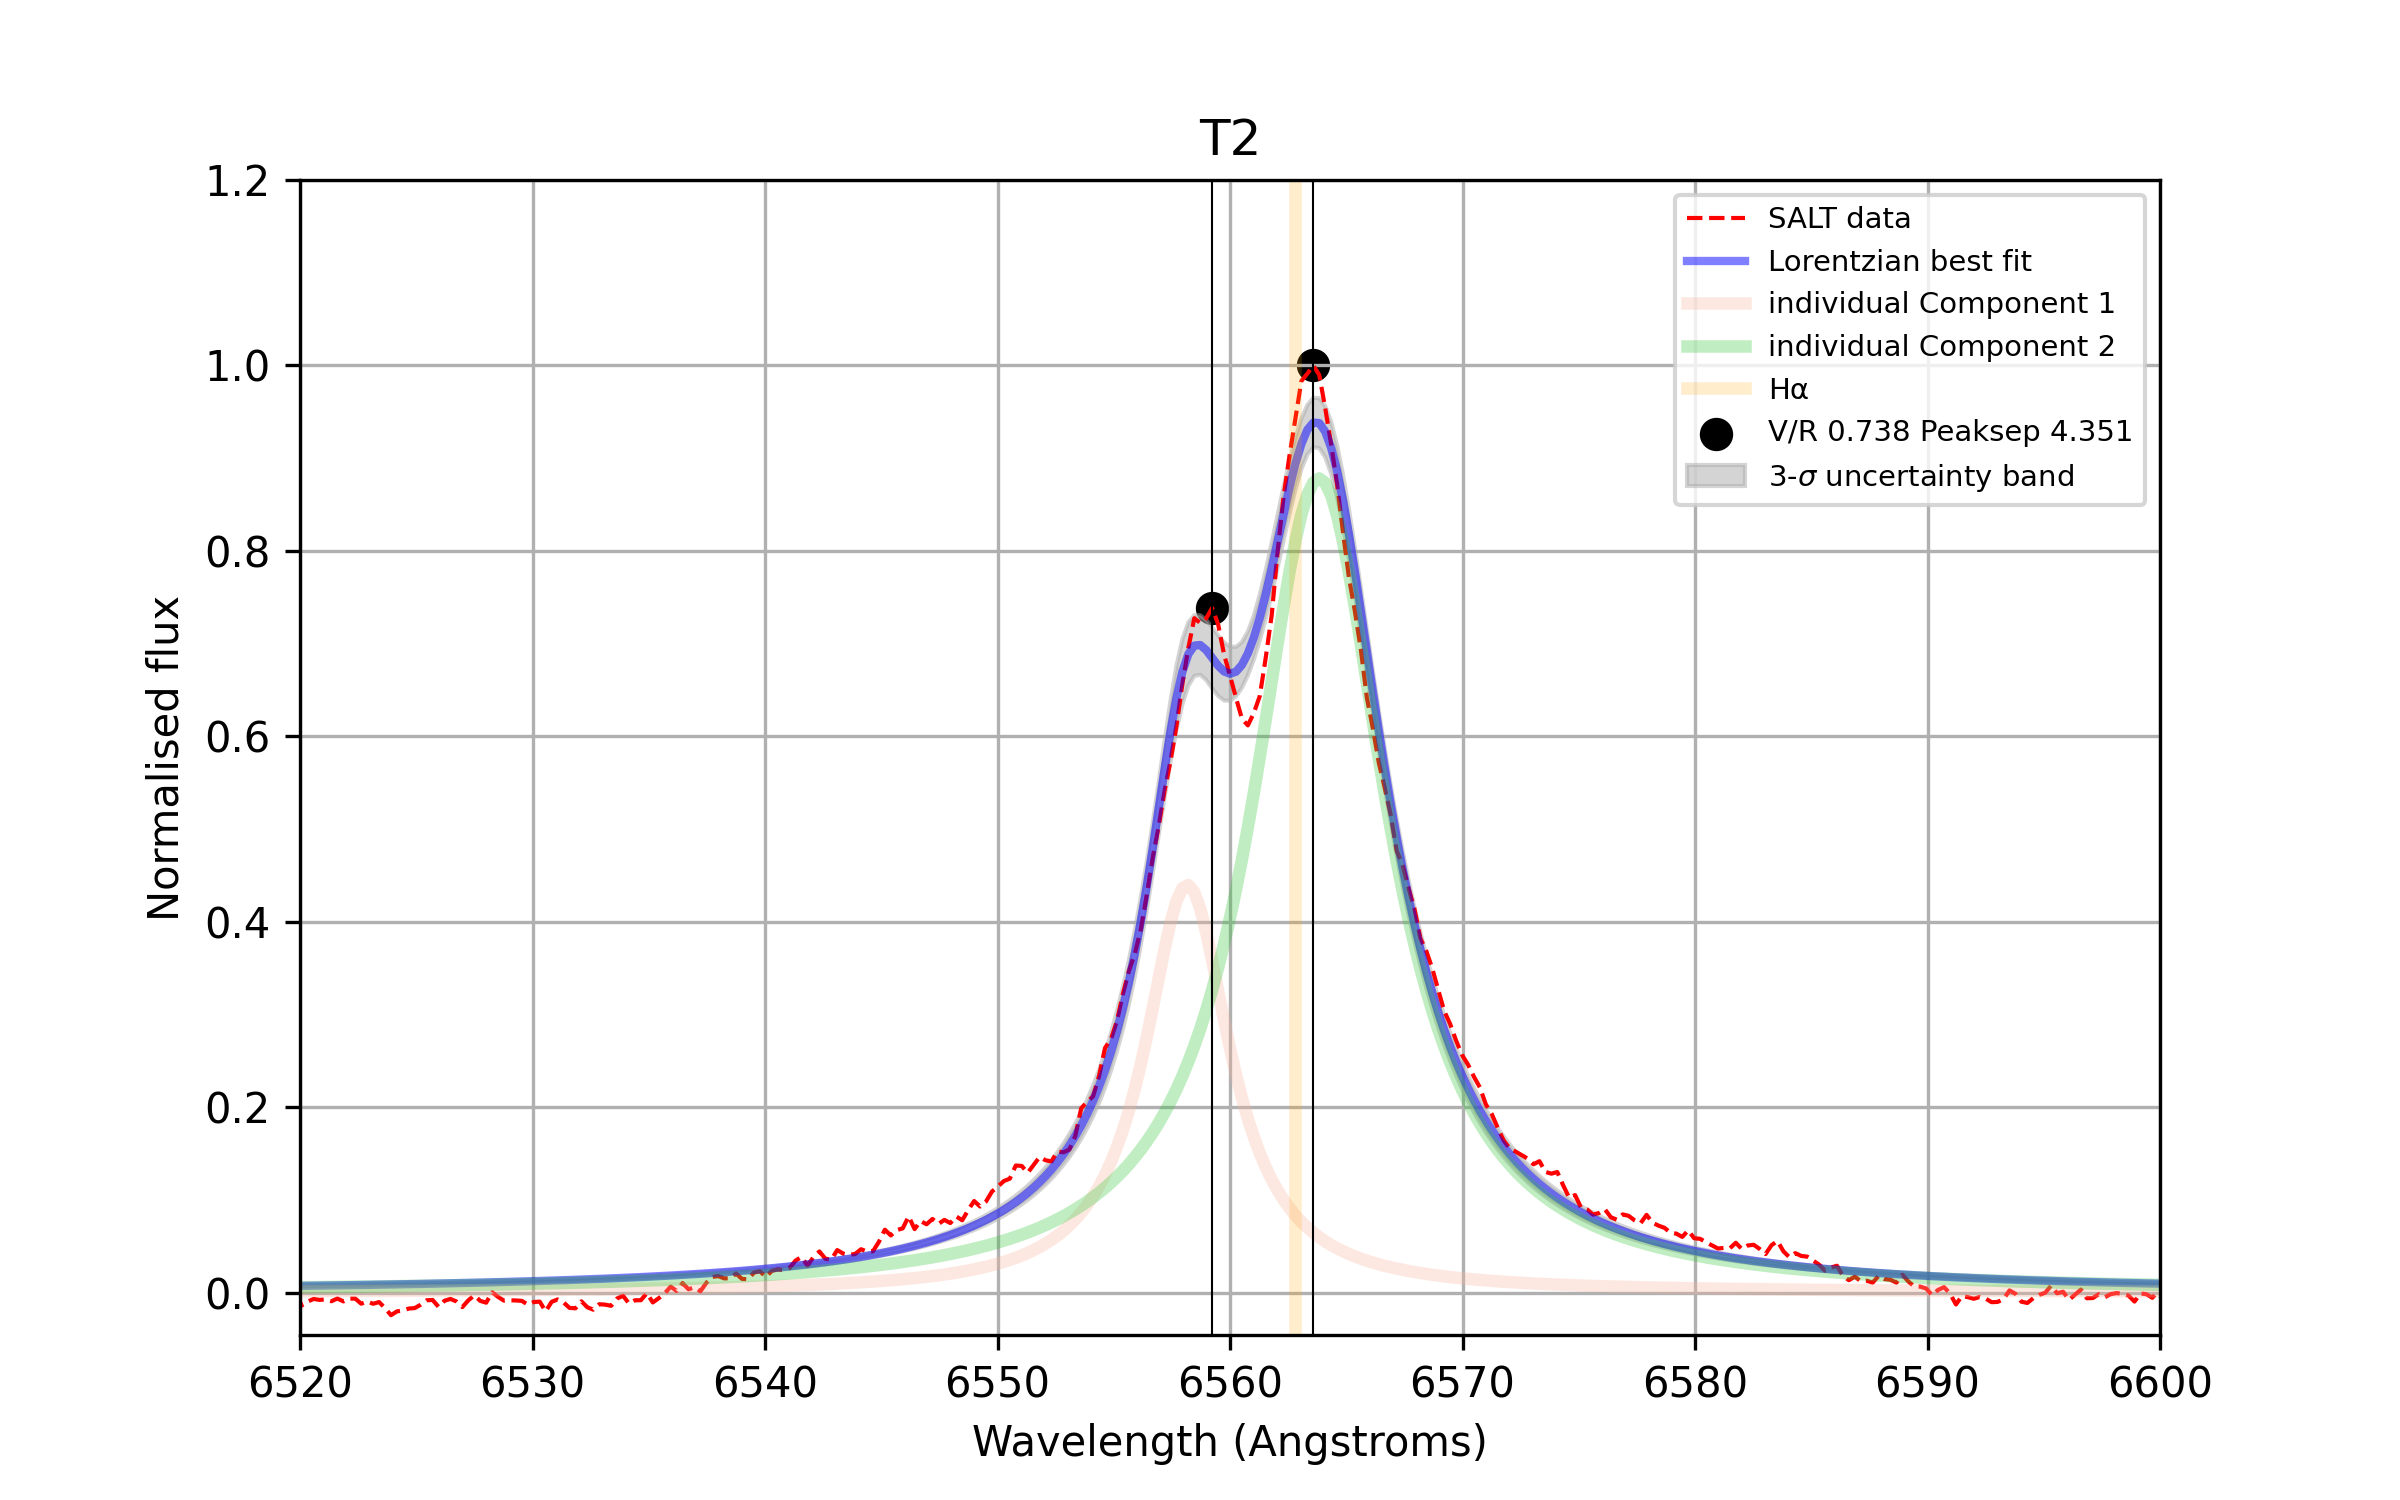 T2
1.2
1.0
0.8
0.6
0.4
0.2
0.0
Normalised flux
SALT data
Lorentzian best fit
individual Component 1
individual Component 2
Hα
V/R 0.738 Peaksep 4.351
3-σ uncertainty band
6520 6530 6540 6550 6560 6570 6580 6590 6600
Wavelength (Angstroms)